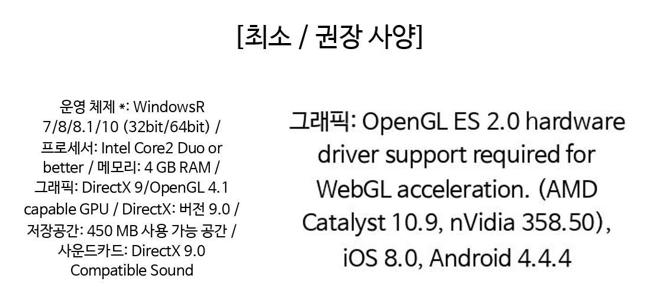 [최소 / 권장 사양]
운영 체제 *: WindowsR
7/8/8.1/10 (32bit/64bit) /
프로세서: Intel Core2 Duo or
better / 메모리: 4 GB RAM /
그래픽: DirectX 9/OpenGL 4.1
capable GPU / DirectX: 버전 9.0 /
저장공간: 450 MB 사용 가능 공간 /
사운드카드: DirectX 9.0
Compatible Sound
그래픽: OpenGL ES 2.0 hardware
driver support required for
WebGL acceleration. (AMD
Catalyst 10.9, nVidia 358.50),
iOS 8.0, Android 4.4.4